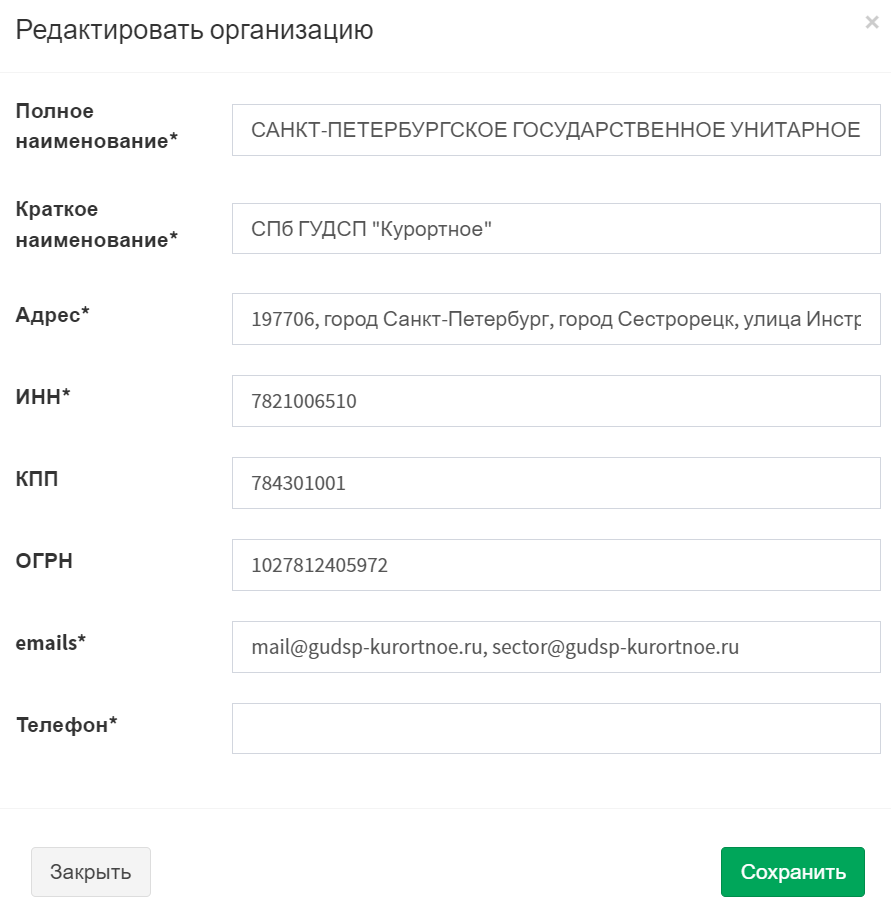 Редактировать организацию
×
Полное
наименование*
САНКТ-ПЕТЕРБУРГСКОЕ ГОСУДАРСТВЕННОЕ УНИТАРНОЕ
Краткое
наименование*
СПб ГУДСП "Курортное"
Адрес*
197706, город Санкт-Петербург, город Сестрорецк, улица Инстр
ИНН*
7821006510
КПП
784301001
ОГРН
1027812405972
emails*
mail@gudsp-kurortnoe.ru, sector@gudsp-kurortnoe.ru
Телефон*
Закрыть
Сохранить